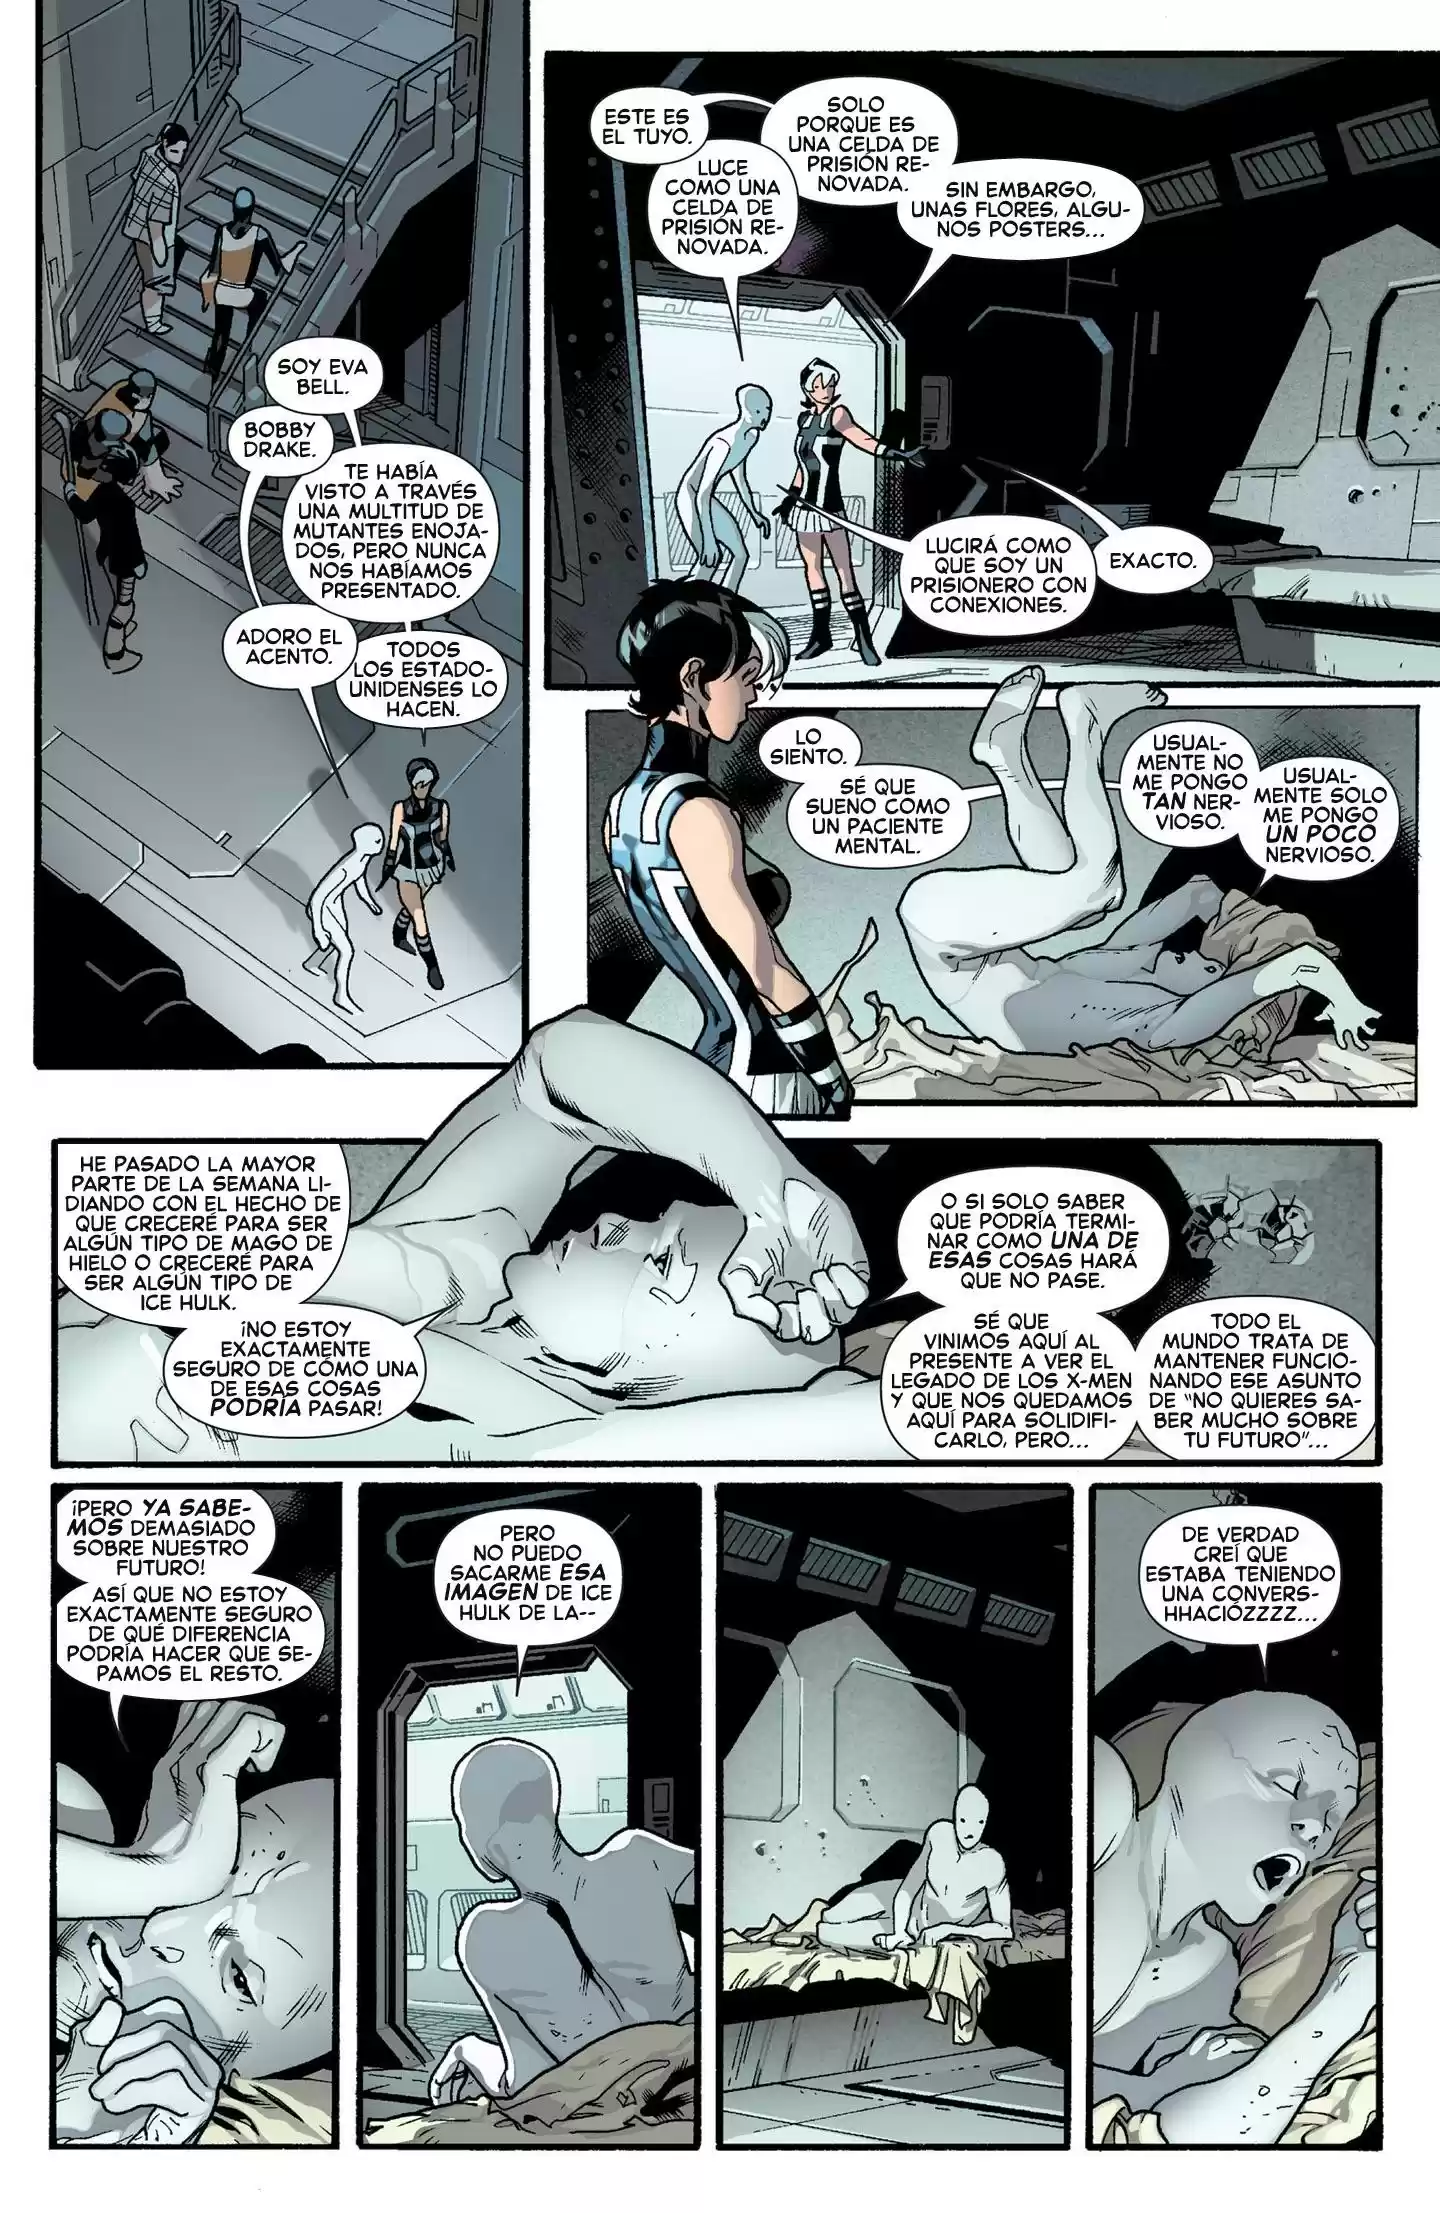 SOY EVA
BELL.
BOBBY
DRAKE.
TE HABÍA
VISTO A TRAVÉS
UNA MULTITUD DE
MUTANTES ENOJA-
DOS, PERO NUNCA
NOS HABÍAMOS
PRESENTADO.
ADORO EL
ACENTO.
TODOS
LOS ESTADO-
UNIDENSES LO
HACEN.
ESTE ES
EL TUYO.
LUCE
COMO UNA
CELDA DE
PRISIÓN RE-
NOVADA.
SOLO
PORQUE ES
UNA CELDA DE
PRISIÓN RE-
NOVADA.
SIN EMBARGO,
UNAS FLORES, ALGU-
NOS POSTERS...
LUCIRÁ COMO
QUE SOY UN
PRISIONERO CON
CONEXIONES.
EXACTO.
LO
SIENTO.
SÉ QUE
SUENO COMO
UN PACIENTE
MENTAL.
USUAL-
MENTE NO
ME PONGO
TAN NER-
VIOSO.
USUAL-
MENTE SOLO
ME PONGO
UN POCO
NERVIOSO.
HE PASADO LA MAYOR
PARTE DE LA SEMANA LI-
DIANDO CON EL HECHO DE
QUE CRECERÉ PARA SER
ALGÚN TIPO DE MAGO DE
HIELO O CRECERÉ PARA
SER ALGÚN TIPO DE
ICE HULK.
¡NO ESTOY
EXACTAMENTE
SEGURO DE CÓMO UNA
DE ESAS COSAS
PODRÍA PASAR!
O SI SOLO SABER
QUE PODRÍA TERMI-
NAR COMO UNA DE
ESAS COSAS HARÁ
QUE NO PASE.
SÉ QUE
VINIMOS AQUÍ AL
PRESENTE A VER EL
LEGADO DE LOS X-MEN
Y QUE NOS QUEDAMOS
AQUÍ PARA SOLIDIFI-
CARLO, PERO...
TODO EL
MUNDO TRATA DE
MANTENER FUNCIO-
NANDO ESE ASUNTO
DE "NO QUIERES SA-
BER MUCHO SOBRE
TU FUTURO"...
¡PERO YA SABE-
MOS DEMASIADO
SOBRE NUESTRO
FUTURO!
ASÍ QUE NO ESTOY
EXACTAMENTE SEGURO
DE QUÉ DIFERENCIA
PODRÍA HACER QUE SE-
PAMOS EL RESTO.
PERO
NO PUEDO
SACARME ESA
IMAGEN DE ICE
HULK DE LA--
DE VERDAD
CREÍ QUE
ESTABA TENIENDO
UNA CONVERS-
HHACIÓZZZZ...